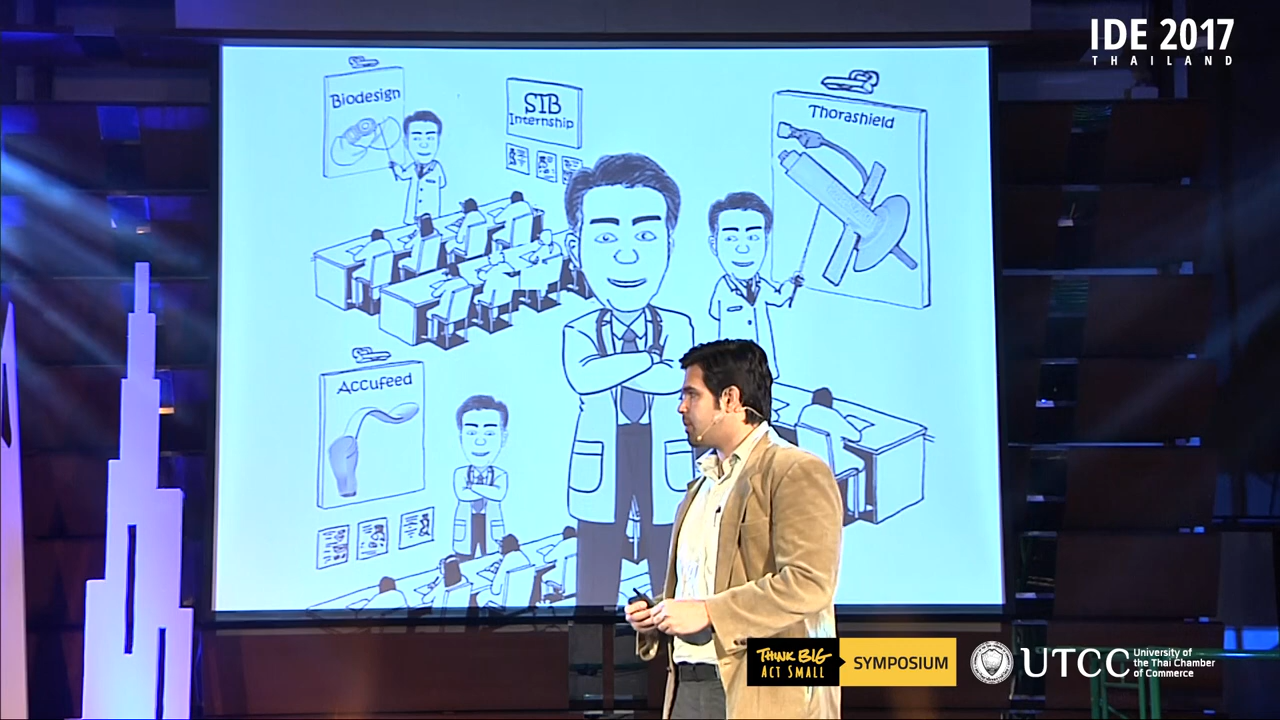 IDE 2017
THAILAND
Biodesign
STB
Internship
Thorashield
Accufeed
THINK BIG
ACT SMALL
SYMPOSIUM
UTCC
University of
the Thai Chamber
of Commerce